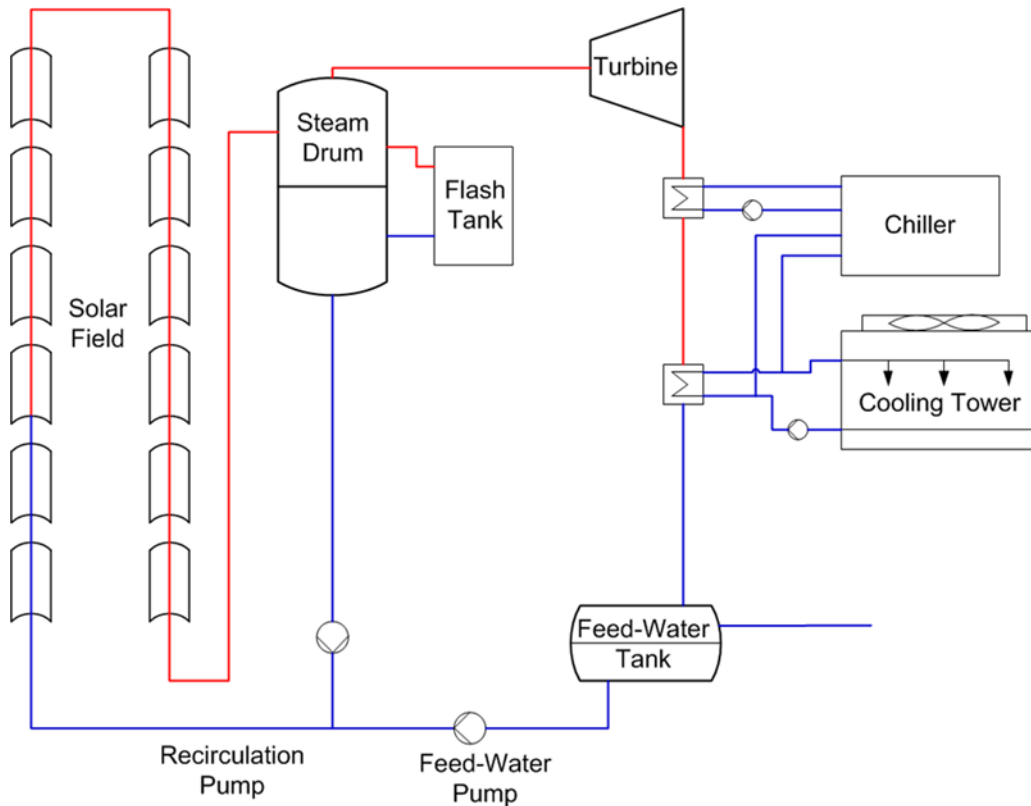 Turbine
Steam
Drum
Flash
Tank
Chiller
Solar
Field
Cooling Tower
Feed-Water
Tank
Recirculation
Pump
Feed-Water
Pump